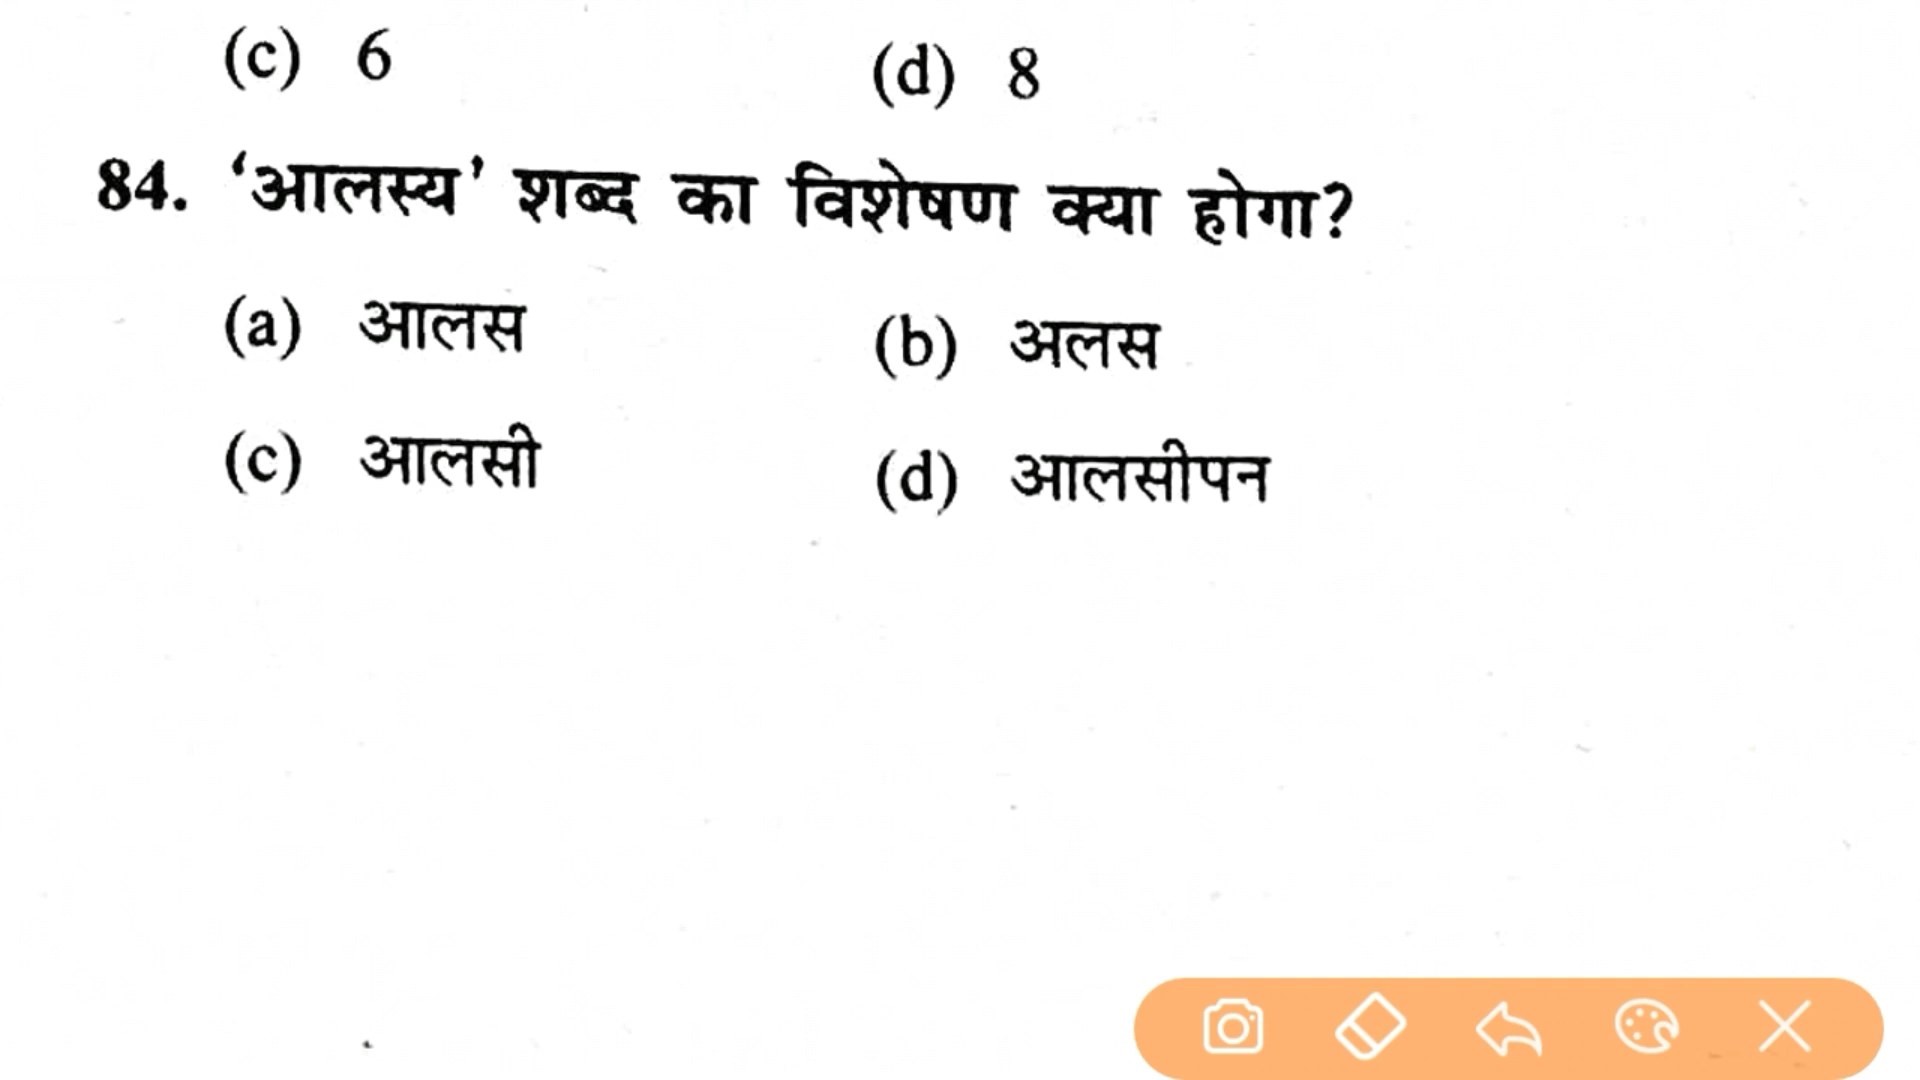 (c) 6 (d) 8
84. ‘आलस्य’ शब्द का विशेषण क्या होगा?
(a) आलस (b) अलस
(c) आलसी (d) आलसीपन